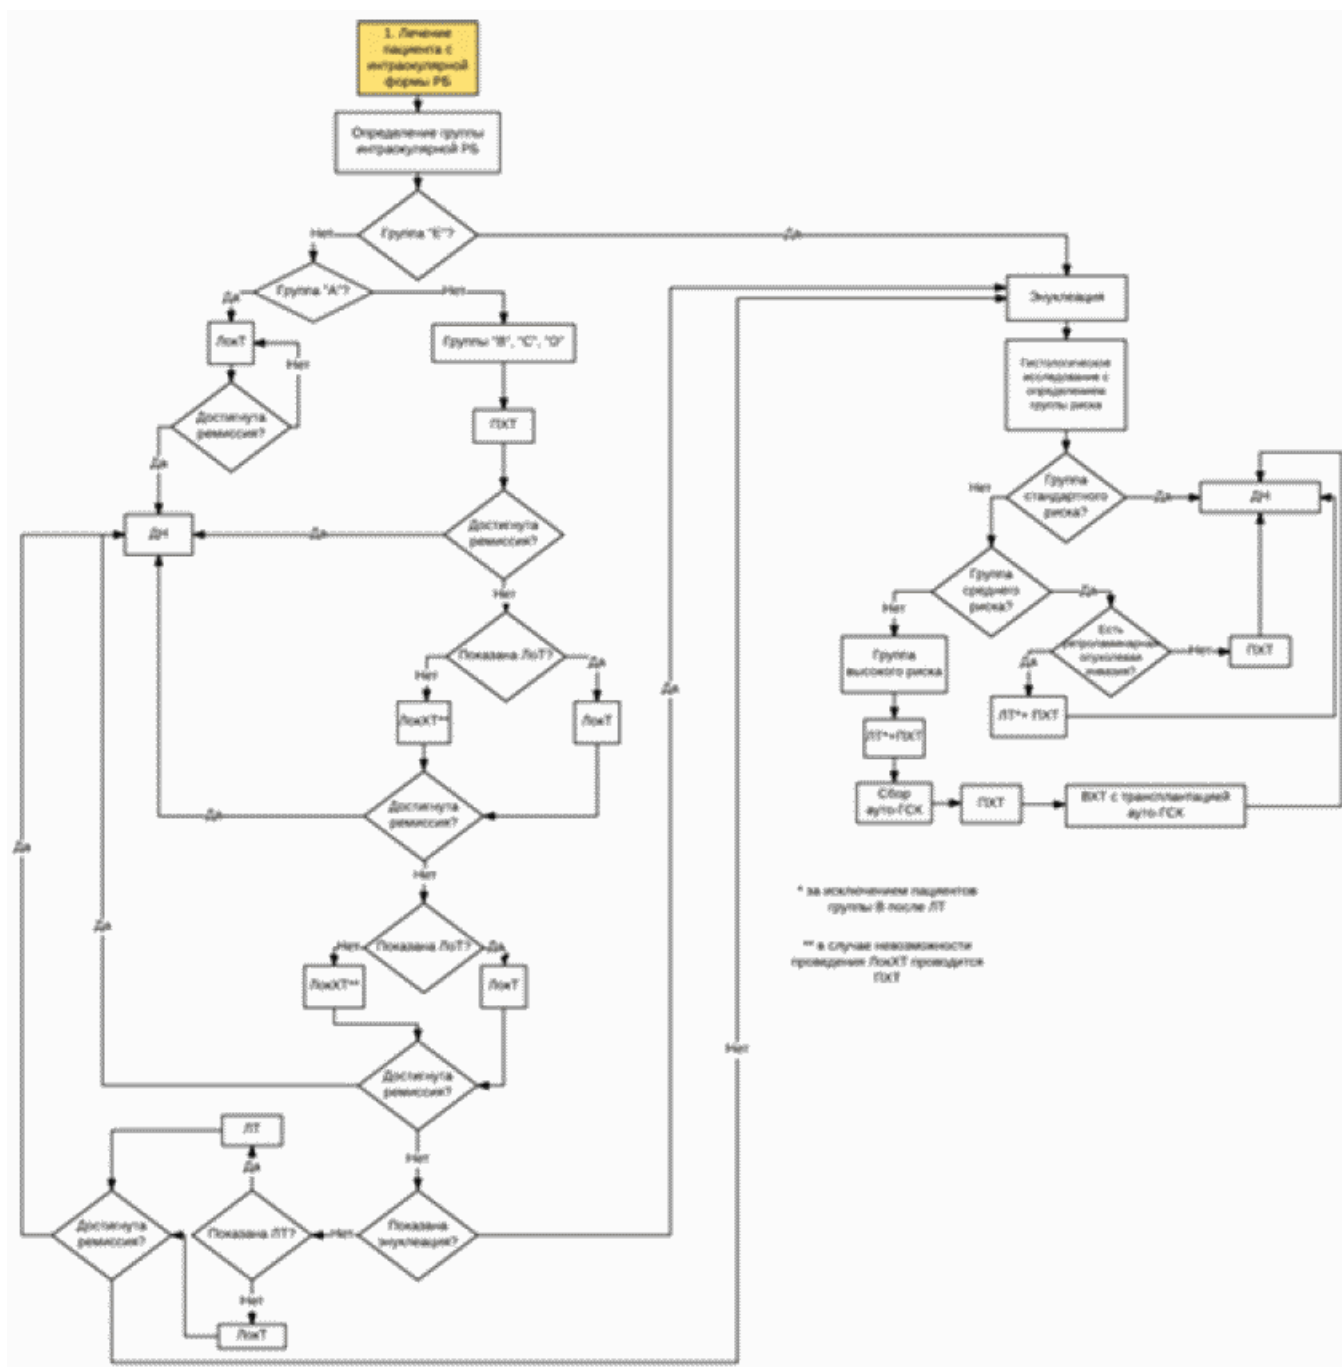 1. Лечение
пациента с
интраокулярной
формы РБ
Определение группы
интраокулярной РБ
Группа "E"?
Нет
Да
Группа "A"?
Да
Нет
ЛокТ
Группы "B", "C", "D"
Нет
Достигнута
ремиссия?
Да
ПХТ
Достигнута
ремиссия?
Да
ДН
Нет
Показана ЛоТ?
Нет
Да
ЛокХТ**
ЛокТ
Достигнута
ремиссия?
Да
Нет
Показана ЛоТ?
Нет
Да
ЛокХТ**
ЛокТ
Достигнута
ремиссия?
Да
Нет
Показана
энуклеация?
Да
Нет
Показана ЛТ?
Да
ЛТ
Нет
ЛокТ
Достигнута
ремиссия?
Да
Нет
Энуклеация
Гистологическое
исследование с
определением
группы риска
Группа
стандартного
риска?
Да
ДН
Нет
Группа
среднего
риска?
Да
Нет
Есть
ретроламинарная
опухолевая
инвазия?
Нет
ПХТ
Да
ЛТ*+ ПХТ
Группа
высокого риска
ЛТ*+ПХТ
Сбор
ауто-ГСК
ПХТ
ВХТ с трансплантацией
ауто-ГСК
* за исключением пациентов
группы В после ЛТ
** в случае невозможности
проведения ЛокХТ проводится
ПХТ